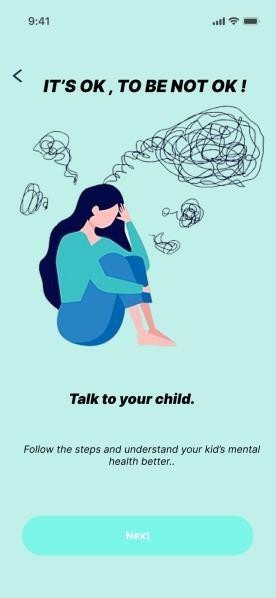 9:41
IT'S OK , TO BE NOT OK !
Talk to your child.
Follow the steps and understand your kid's mental
health better..
Next